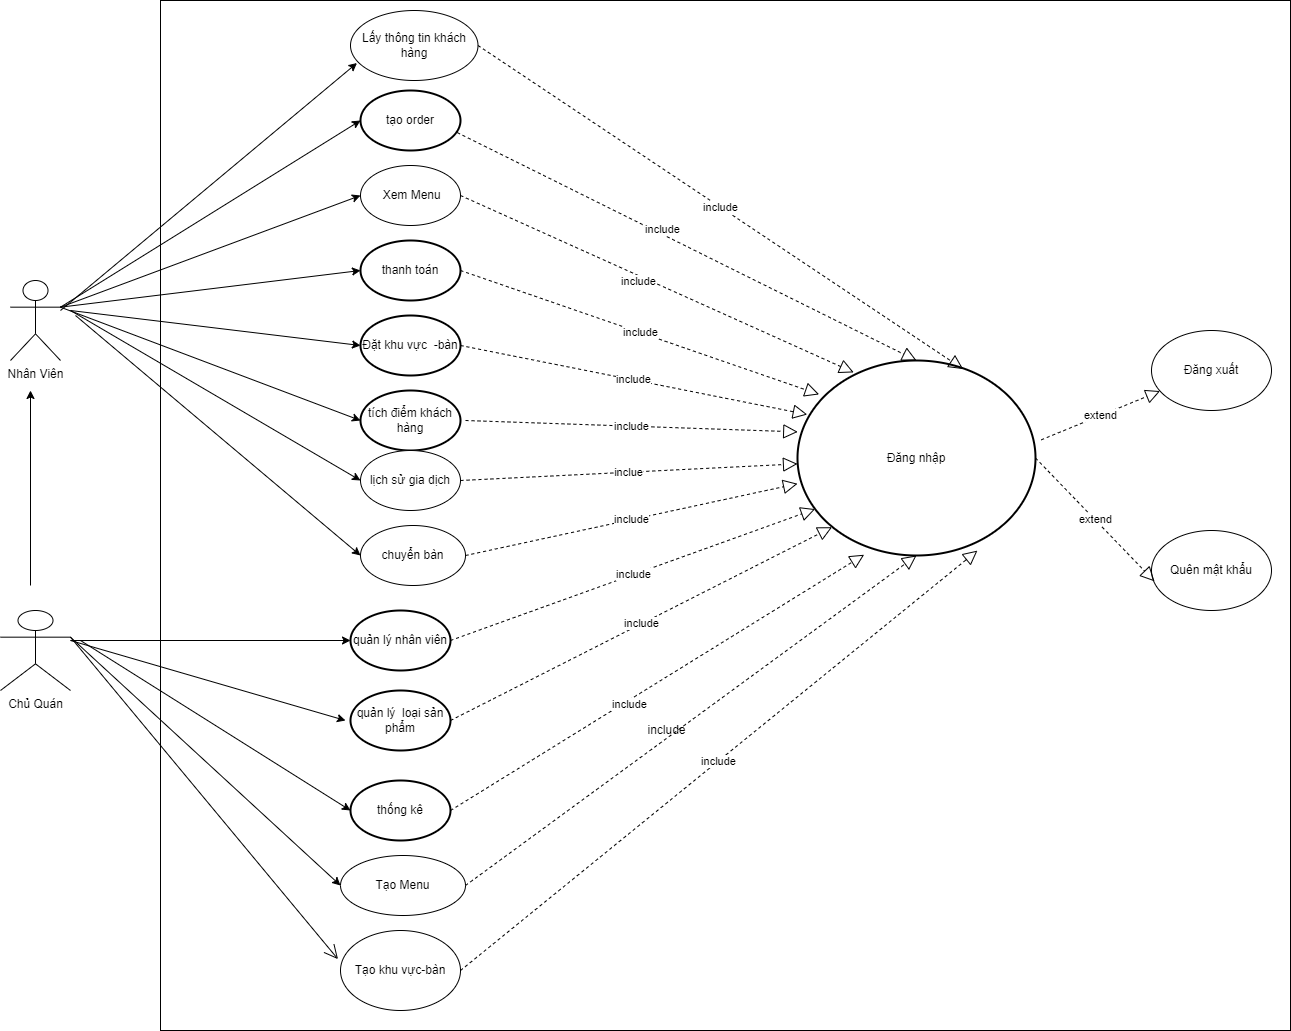 Lấy thông tin khách
hàng
tạo order
Xem Menu
thanh toán
Đặt khu vực -bàn
tích điểm khách
hàng
lịch sử gia dịch
chuyển bàn
quản lý nhân viên
quản lý loại sản
phẩm
thống kê
Tạo Menu
Tạo khu vực-bàn
Nhân Viên
Chủ Quán
include
include
include
include
include
include
inclue
include
include
include
include
include
include
Đăng nhập
extend
extend
Đăng xuất
Quên mật khẩu